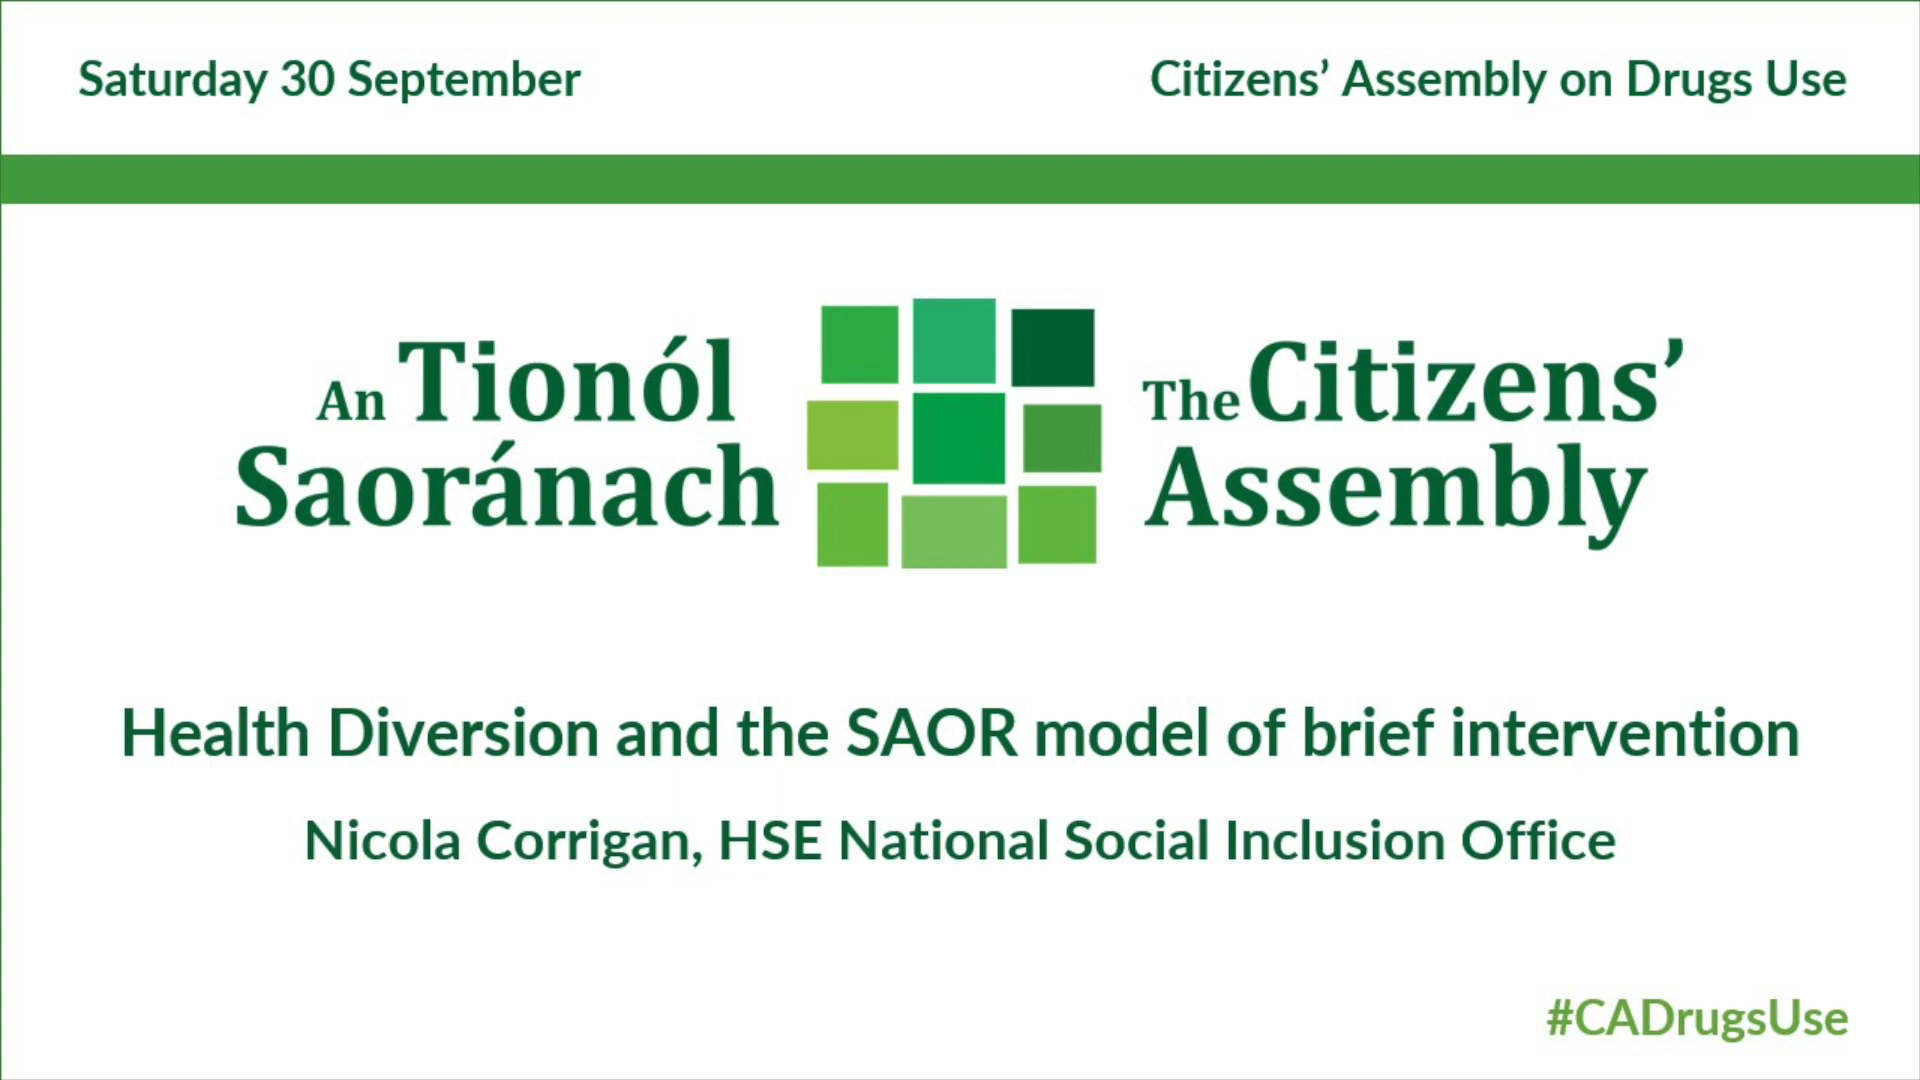 Saturday 30 September
Citizens’ Assembly on Drugs Use
An Tionól
Saoránach
The Citizens’
Assembly
Health Diversion and the SAOR model of brief intervention
Nicola Corrigan, HSE National Social Inclusion Office
#CADrugsUse